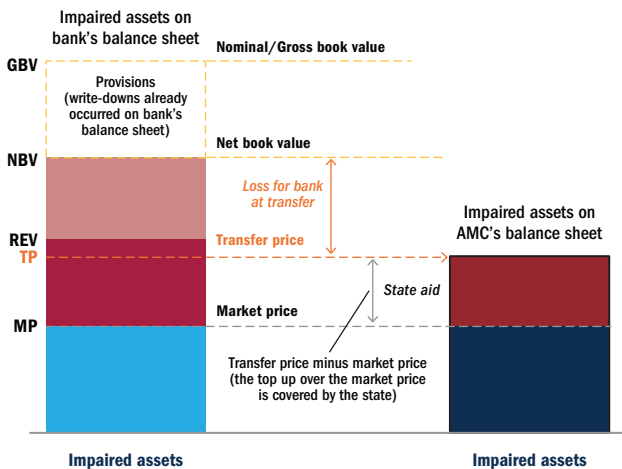 Impaired assets on
bank's balance sheet
Nominal/Gross book value
GBV
Provisions
(write-downs already
occurred on bank's
balance sheet)
Net book value
NBV
Loss for bank
at transfer
Impaired assets on
AMC's balance sheet
REV
Transfer price
TP
State aid
Market price
MP
Transfer price minus market price
(the top up over the market price
is covered by the state)
Impaired assets
Impaired assets